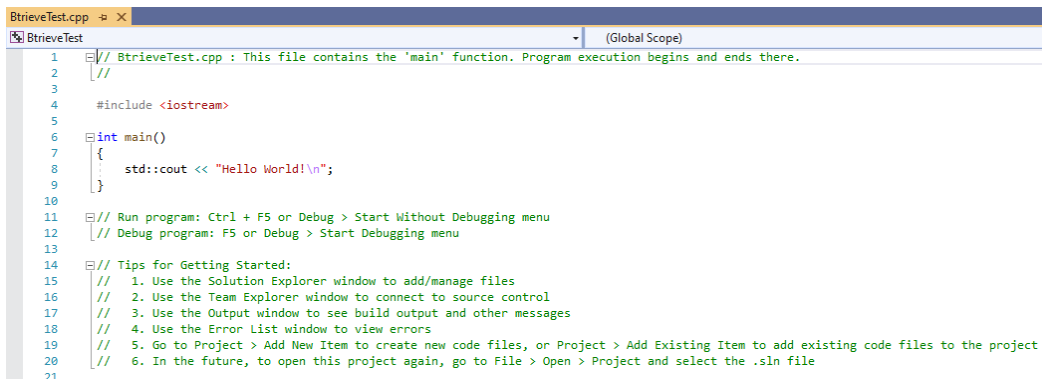 BtrieveTest.cpp
BtrieveTest (Global Scope)
1 // BtrieveTest.cpp : This file contains the 'main' function. Program execution begins and ends there.
2 //
3
4 #include <iostream>
5
6 int main()
7 {
8 std::cout << "Hello World!\n";
9 }
10
11 // Run program: Ctrl + F5 or Debug > Start Without Debugging menu
12 // Debug program: F5 or Debug > Start Debugging menu
13
14 // Tips for Getting Started:
15 // 1. Use the Solution Explorer window to add/manage files
16 // 2. Use the Team Explorer window to connect to source control
17 // 3. Use the Output window to see build output and other messages
18 // 4. Use the Error List window to view errors
19 // 5. Go to Project > Add New Item to create new code files, or Project > Add Existing Item to add existing code files to the project
20 // 6. In the future, to open this project again, go to File > Open > Project and select the .sln file
21